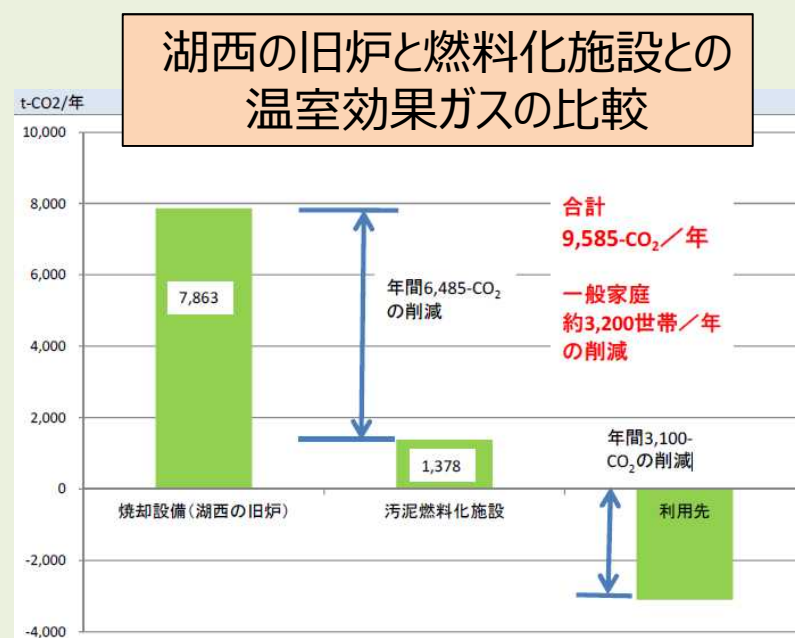 湖西の旧炉と燃料化施設との
温室効果ガスの比較
t-CO2/年
10,000
8,000
6,000
4,000
2,000
0
-2,000
-4,000
7,863
年間6,485-CO₂
の削減
合計
9,585-CO₂／年
一般家庭
約3,200世帯／年
の削減
1,378
年間3,100-
CO₂の削減
焼却設備（湖西の旧炉）
汚泥燃料化施設
利用先